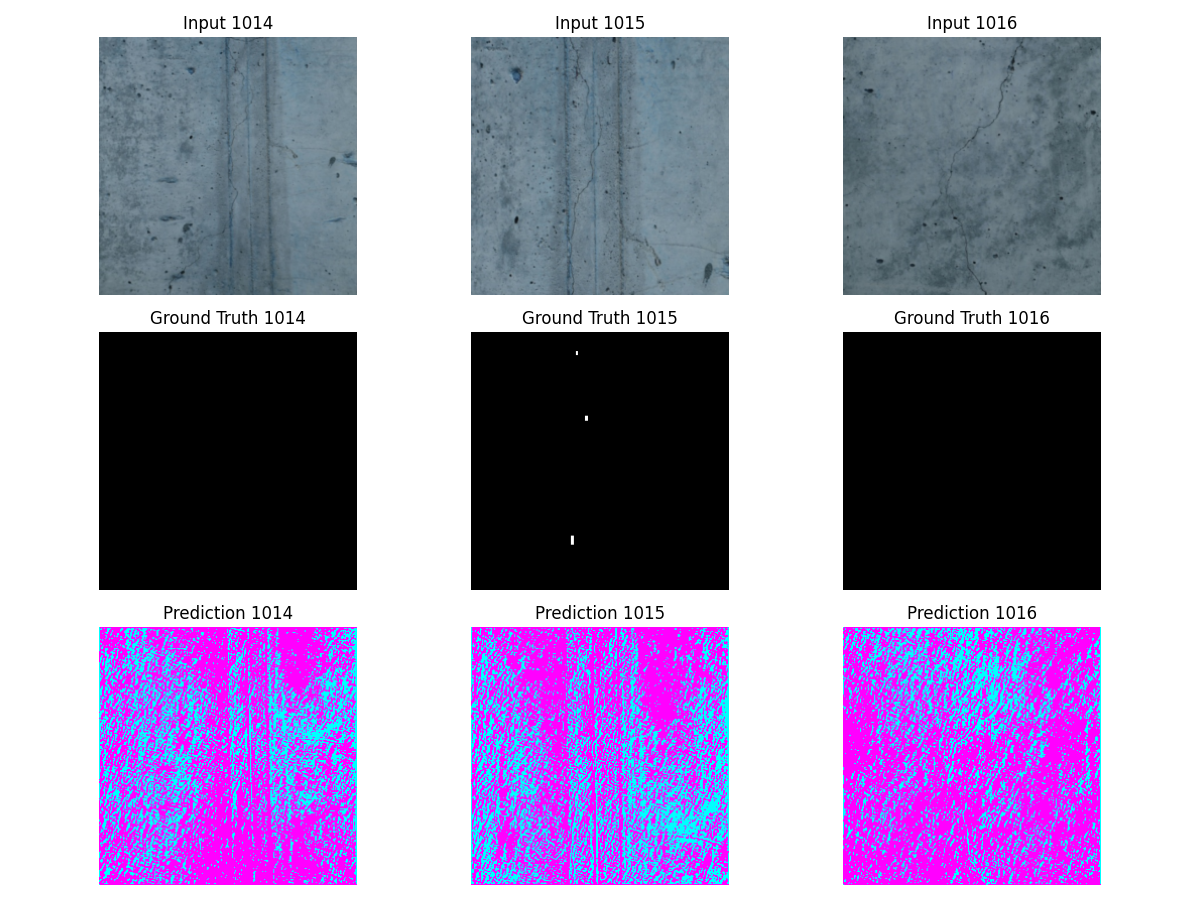 Input 1014
Input 1015
Input 1016
Ground Truth 1014
Ground Truth 1015
Ground Truth 1016
Prediction 1014
Prediction 1015
Prediction 1016